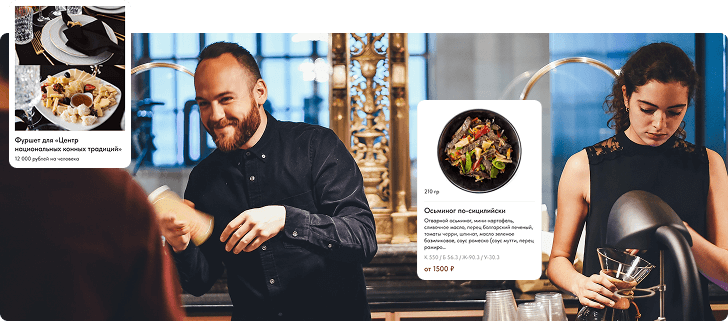 Фуршет для «Центр
национальных конных традиций»
12 000 рублей на человека
210 гр
Осьминог по-сицилийски
Отварной осьминог, мини картофель,
сливочное масло, перец болгарский печеный,
томаты черри, шпинат, масло зеленое
базиликовое, соус ромеско (соус мутти, перец
рамиро...
К 550 / Б 56.3 / Ж 90.3 / У 30.3
от 1500 ₽